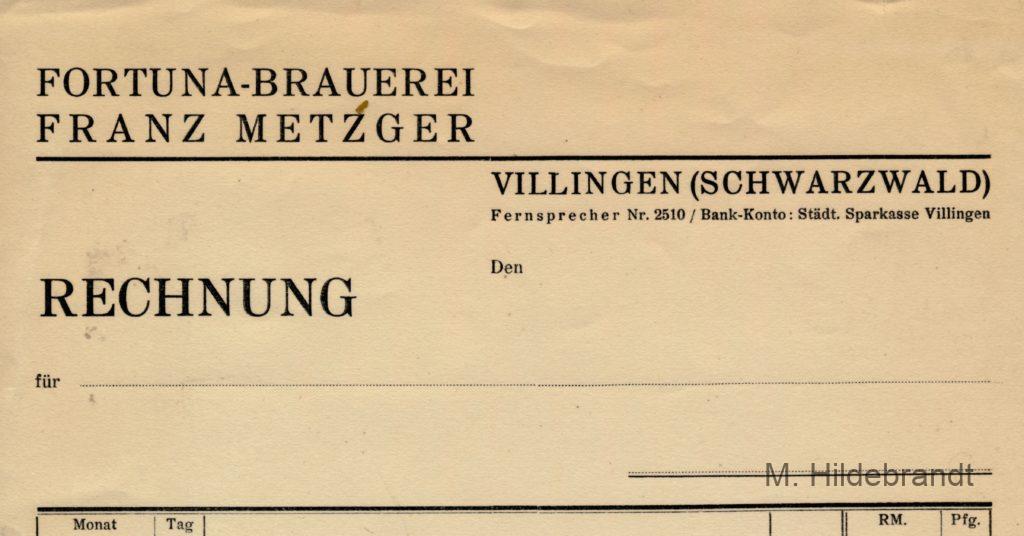 FORTUNA-BRAUEREI
FRANZ METZGER
VILLINGEN (SCHWARZWALD)
Fernsprecher Nr. 2510 / Bank-Konto: Städt. Sparkasse Villingen
Den
RECHNUNG
für
M. Hildebrandt
Monat Tag RM. Pfg.